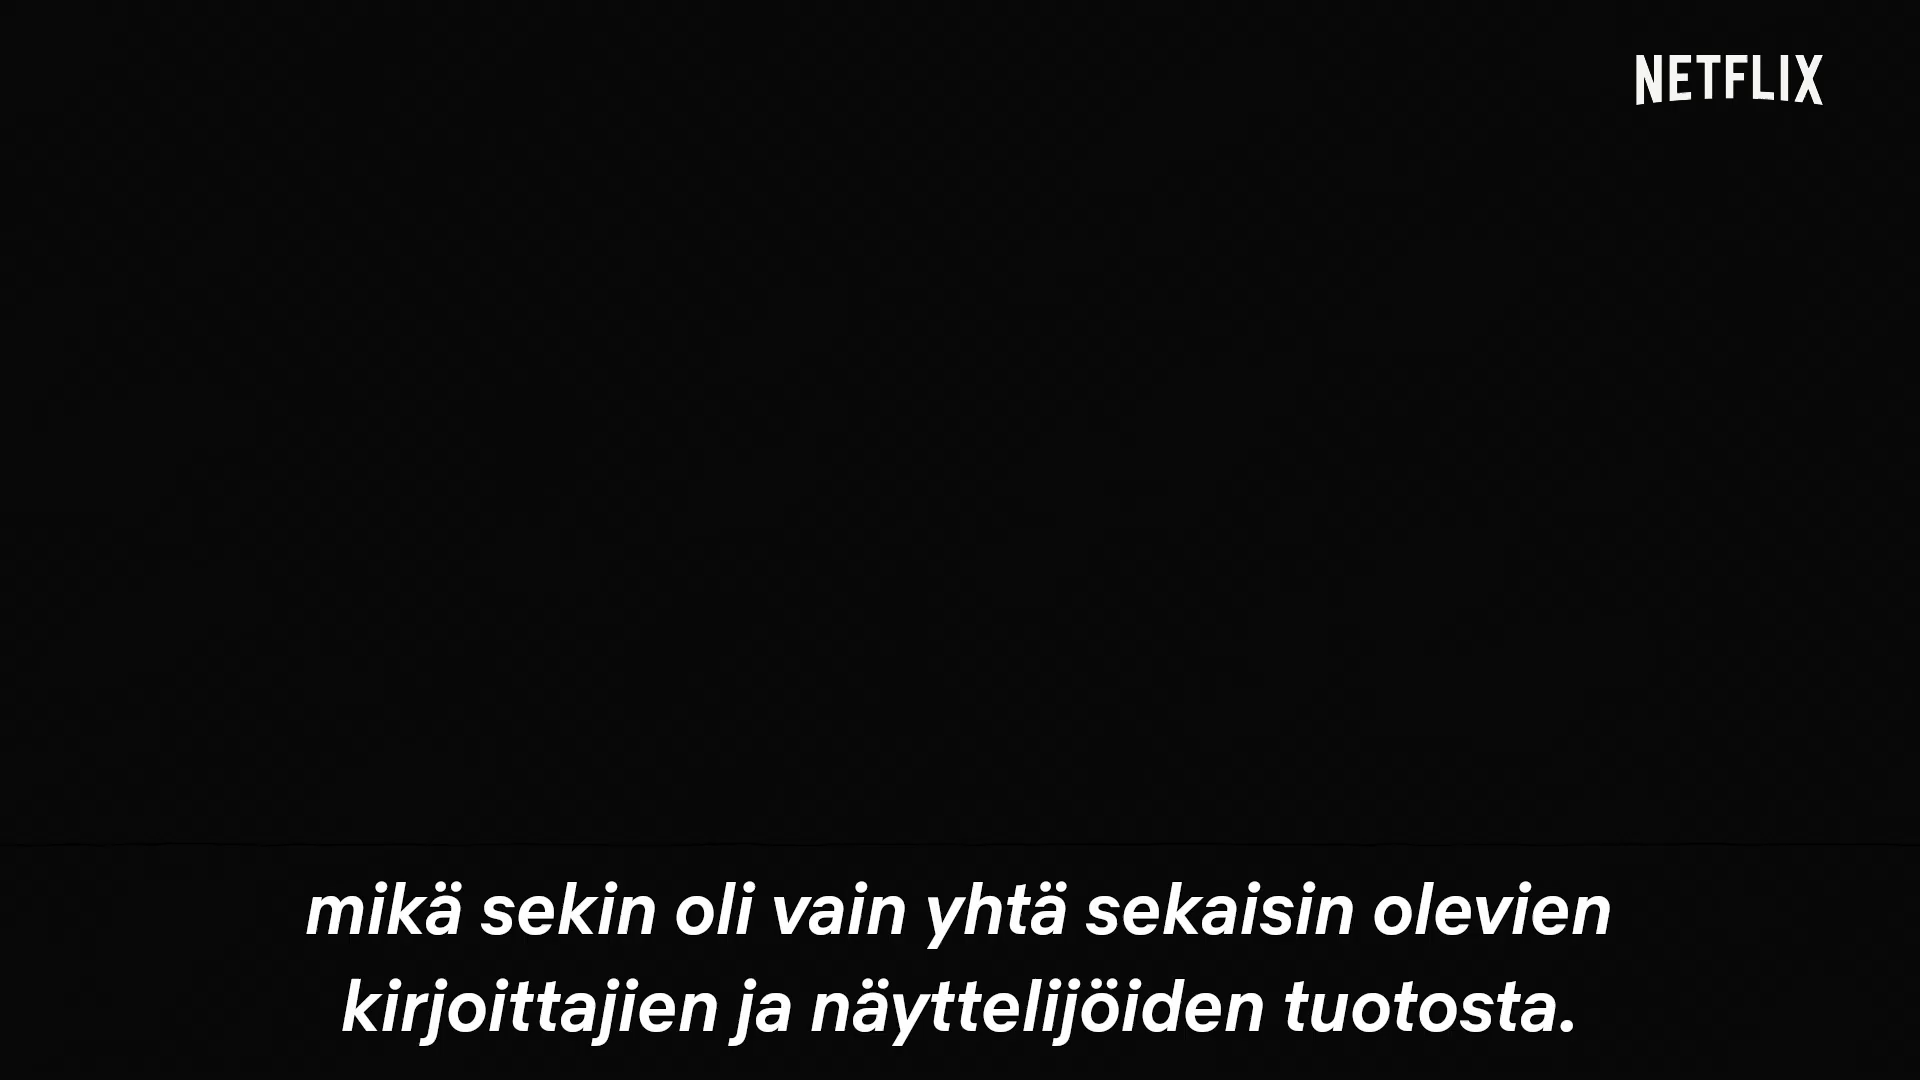 NETFLIX
mikä sekin oli vain yhtä sekaisin olevien
kirjoittajien ja näyttelijöiden tuotosta.